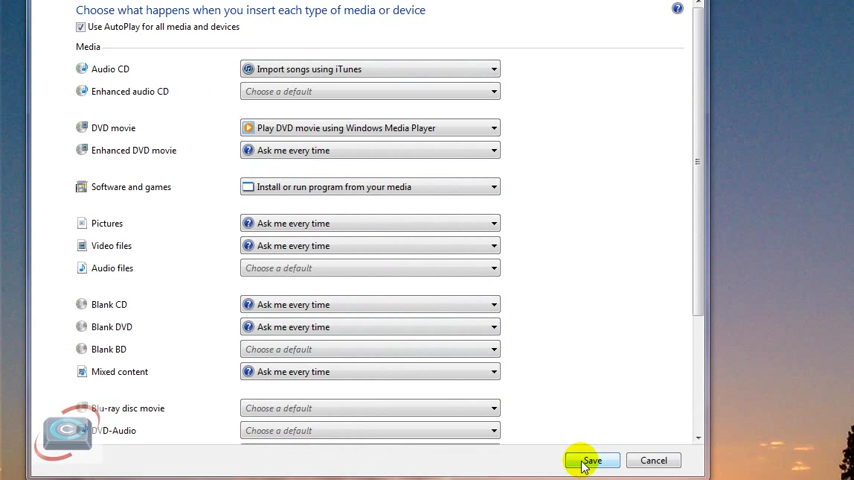 Choose what happens when you insert each type of media or device
Use AutoPlay for all media and devices
Media
Audio CD Import songs using iTunes
Enhanced audio CD Choose a default
DVD movie Play DVD movie using Windows Media Player
Enhanced DVD movie Ask me every time
Software and games Install or run program from your media
Pictures Ask me every time
Video files Ask me every time
Audio files Choose a default
Blank CD Ask me every time
Blank DVD Ask me every time
Blank BD Choose a default
Mixed content Ask me every time
Blu-ray disc movie Choose a default
DVD-Audio Choose a default
Save Cancel